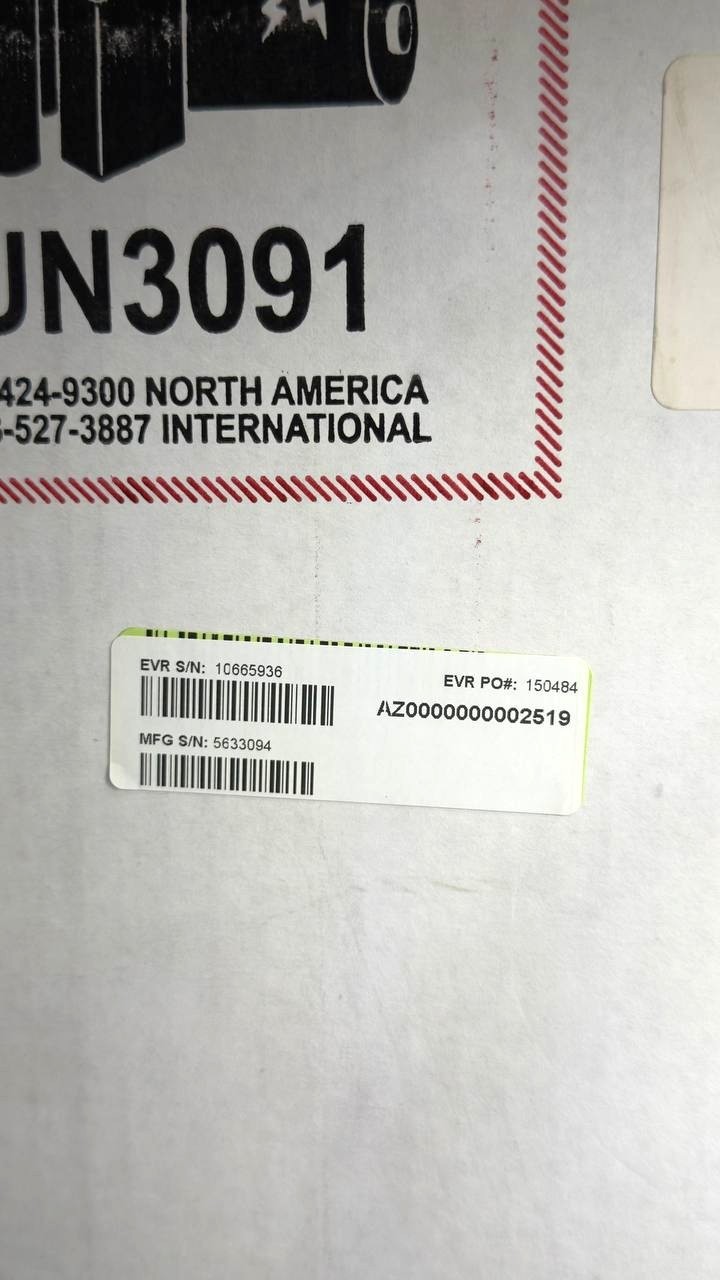 UN3091
424-9300 NORTH AMERICA
-527-3887 INTERNATIONAL
EVR S/N: 10665936
EVR PO#: 150484
AZ0000000002519
MFG S/N: 5633094